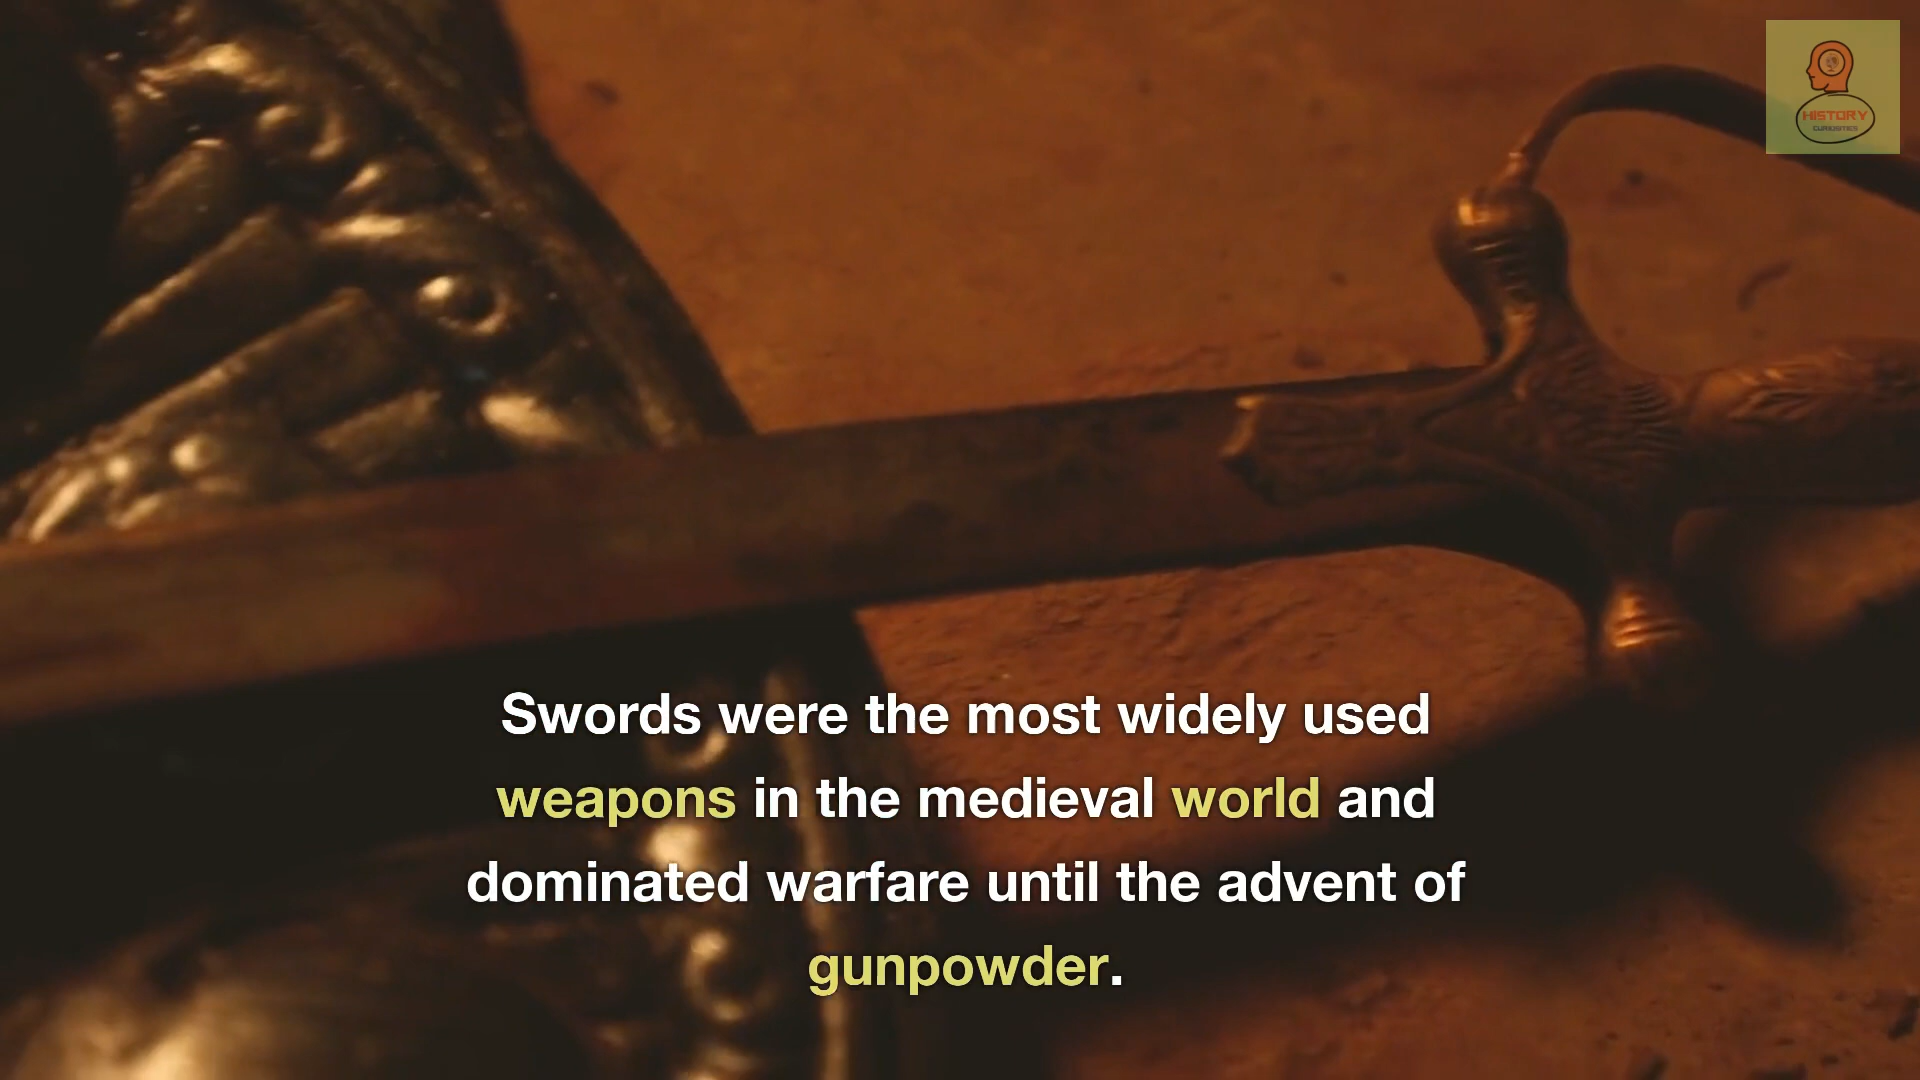 HISTORY
CURIOSITIES
Swords were the most widely used
weapons in the medieval world and
dominated warfare until the advent of
gunpowder.